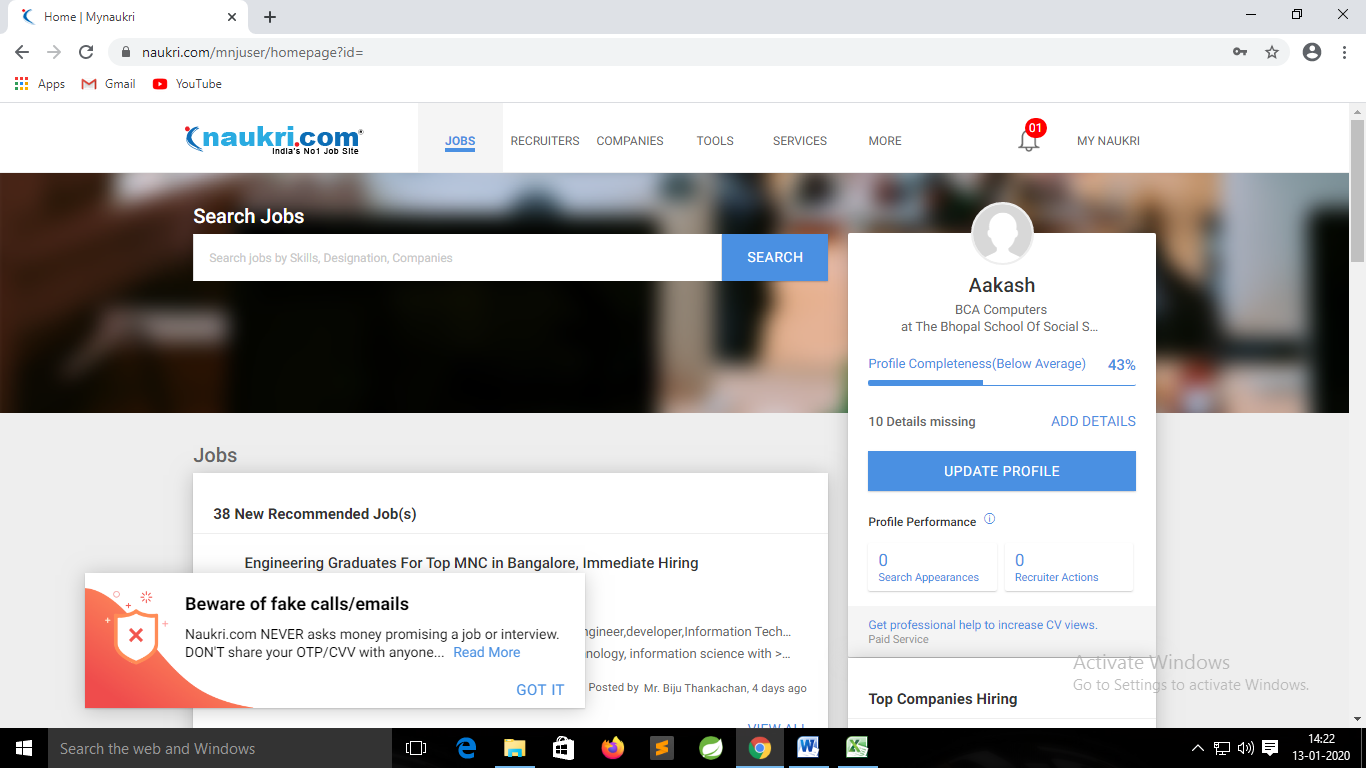 Home | Mynaukri
naukri.com/mnjuser/homepage?id=
Apps Gmail YouTube
naukri.com
India's No1 Job Site
JOBS RECRUITERS COMPANIES TOOLS SERVICES MORE 01 MY NAUKRI
Search Jobs
Search jobs by Skills, Designation, Companies SEARCH
Aakash
BCA Computers
at The Bhopal School Of Social S...
Profile Completeness(Below Average) 43%
10 Details missing ADD DETAILS
UPDATE PROFILE
Profile Performance
0 0
Search Appearances Recruiter Actions
Get professional help to increase CV views.
Paid Service
Top Companies Hiring
Jobs
38 New Recommended Job(s)
Engineering Graduates For Top MNC in Bangalore, Immediate Hiring
ngineer,developer,Information Tech...
nology, information science with >...
Posted by Mr. Biju Thankachan, 4 days ago
VIEW ALL
Beware of fake calls/emails
Naukri.com NEVER asks money promising a job or interview.
DON'T share your OTP/CVV with anyone... Read More
GOT IT
Activate Windows
Go to Settings to activate Windows.
Search the web and Windows
14:22
13-01-2020